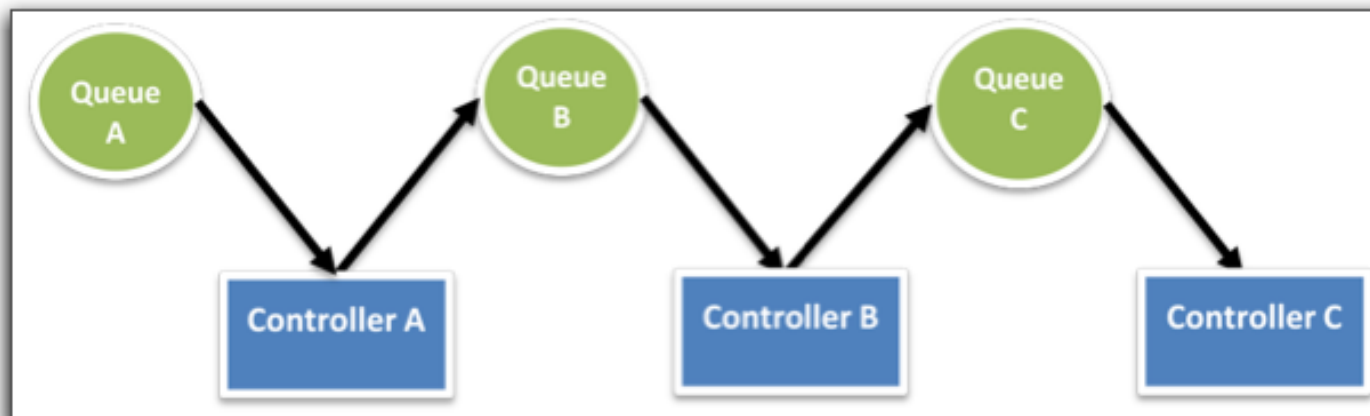 Queue
A
Queue
B
Queue
C
Controller A
Controller B
Controller C